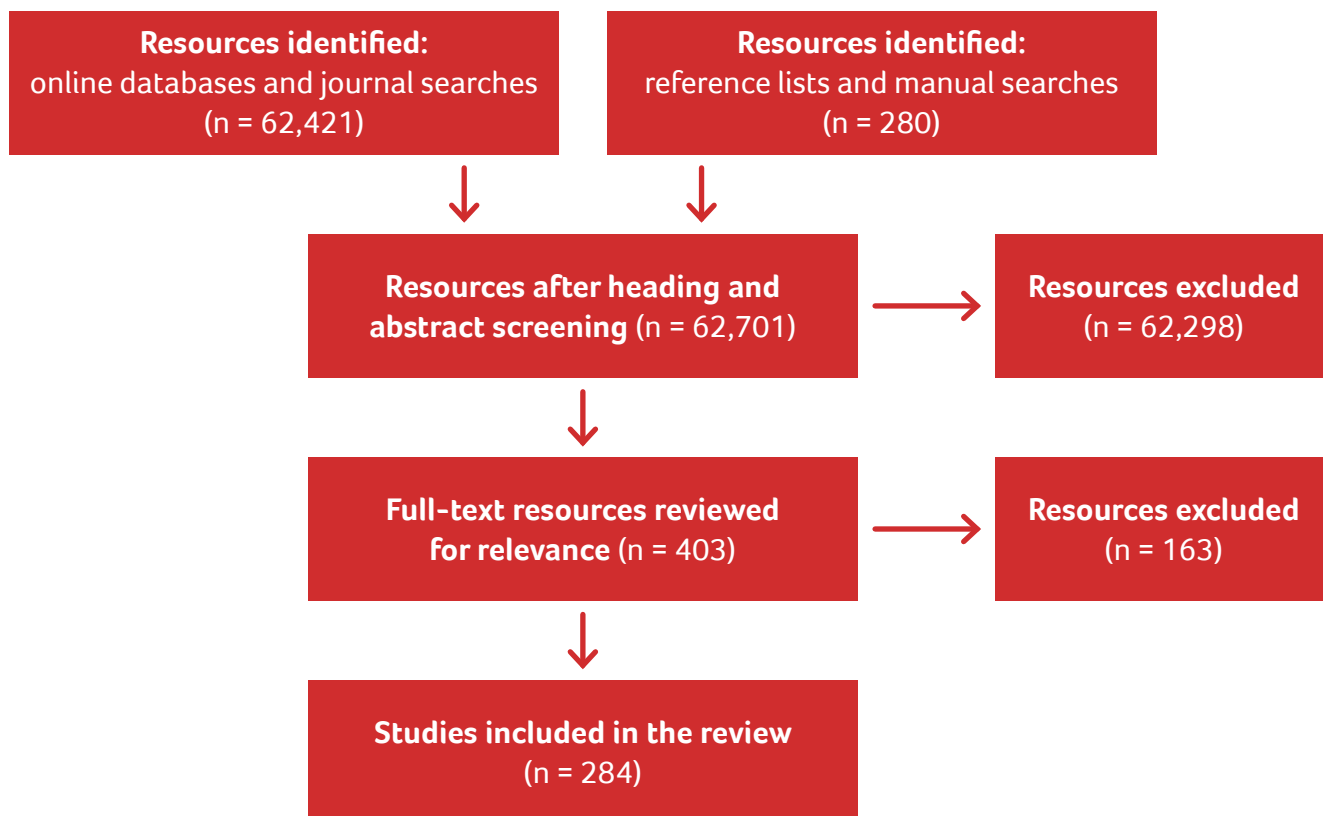 Resources identified:
online databases and journal searches
(n = 62,421)
Resources identified:
reference lists and manual searches
(n = 280)
Resources after heading and
abstract screening (n = 62,701)
Resources excluded
(n = 62,298)
Full-text resources reviewed
for relevance (n = 403)
Resources excluded
(n = 163)
Studies included in the review
(n = 284)